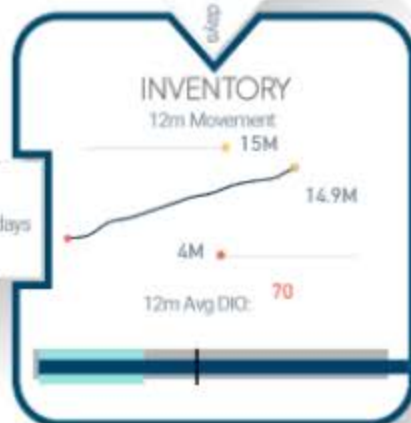 days
INVENTORY
12m Movement
15M
14.9M
days
4M
70
12m Avg DIO: